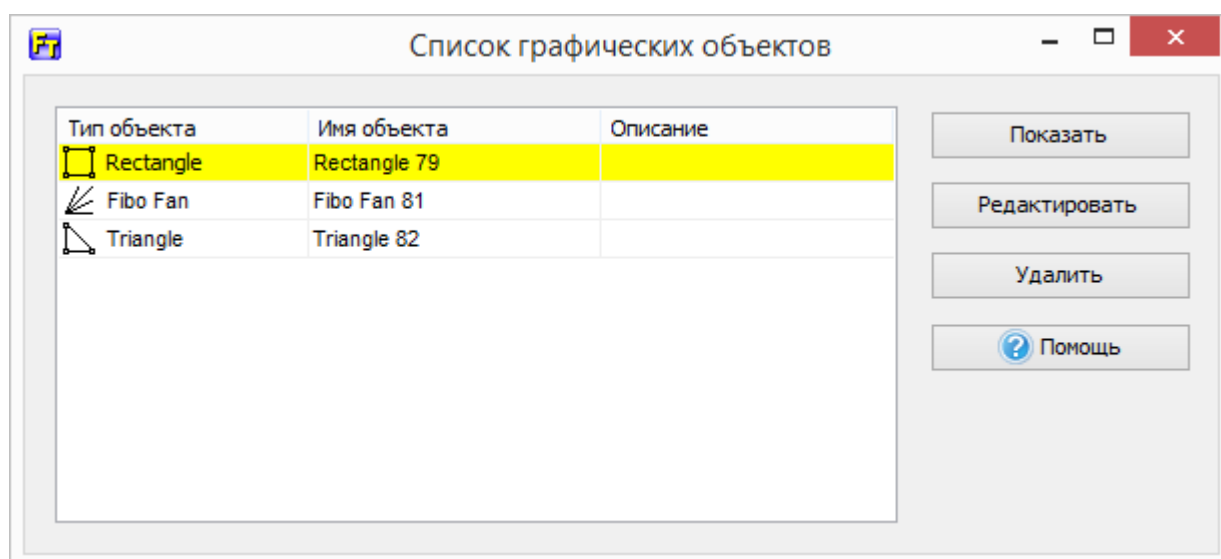 FT
Список графических объектов
Тип объекта Имя объекта Описание
Rectangle Rectangle 79
Fibo Fan Fibo Fan 81
Triangle Triangle 82
Показать
Редактировать
Удалить
? Помощь